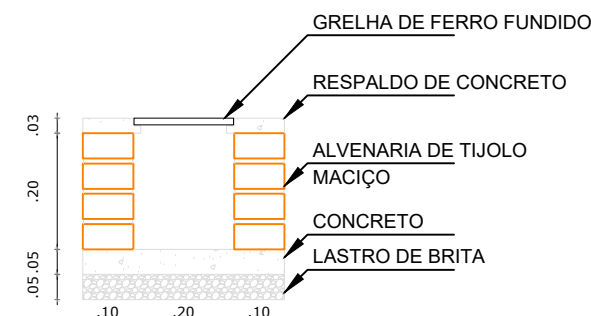 GRELHA DE FERRO FUNDIDO
RESPALDO DE CONCRETO
ALVENARIA DE TIJOLO
MACIÇO
CONCRETO
LASTRO DE BRITA
.03
.20
.05
.05
.10 .20 .10